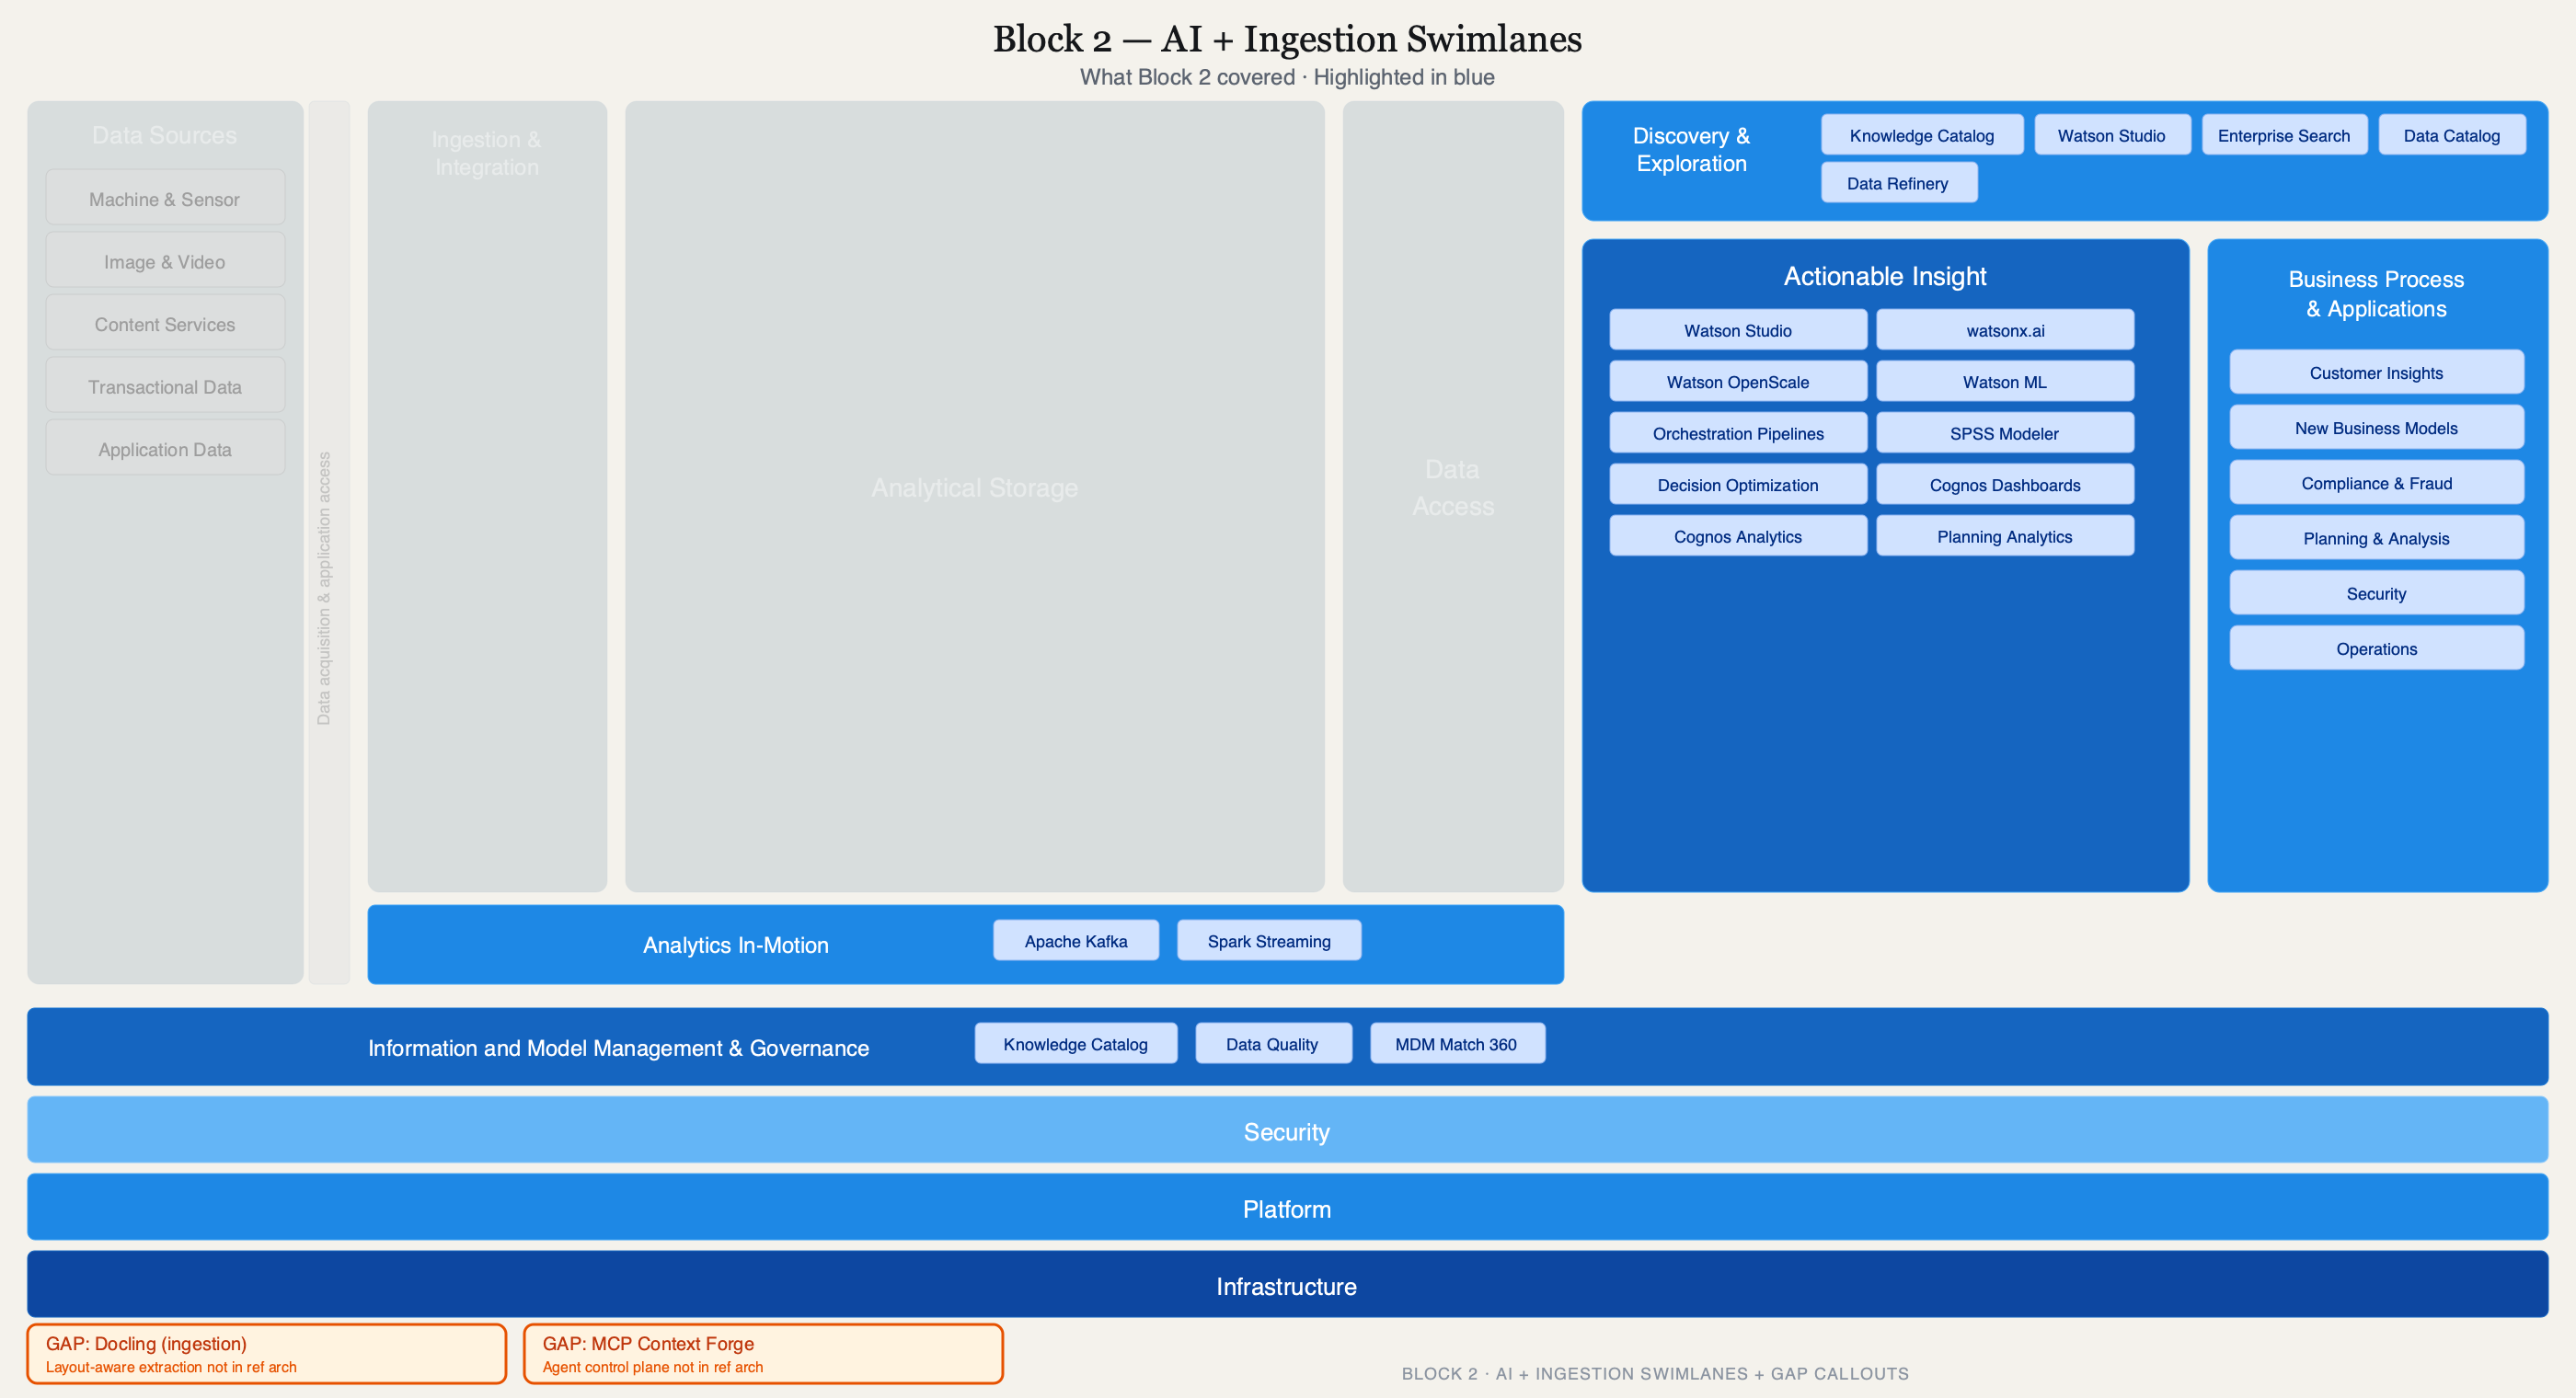 Block 2 — AI + Ingestion Swimlanes
What Block 2 covered · Highlighted in blue
Data Sources
Machine & Sensor
Image & Video
Content Services
Transactional Data
Application Data
Data acquisition & application access
Ingestion &
Integration
Analytical Storage
Data
Access
Discovery &
Exploration
Knowledge Catalog
Watson Studio
Enterprise Search
Data Catalog
Data Refinery
Actionable Insight
Watson Studio
watsonx.ai
Watson OpenScale
Watson ML
Orchestration Pipelines
SPSS Modeler
Decision Optimization
Cognos Dashboards
Cognos Analytics
Planning Analytics
Business Process
& Applications
Customer Insights
New Business Models
Compliance & Fraud
Planning & Analysis
Security
Operations
Analytics In-Motion
Apache Kafka
Spark Streaming
Information and Model Management & Governance
Knowledge Catalog
Data Quality
MDM Match 360
Security
Platform
Infrastructure
GAP: Docling (ingestion)
Layout-aware extraction not in ref arch
GAP: MCP Context Forge
Agent control plane not in ref arch
BLOCK 2 · AI + INGESTION SWIMLANES + GAP CALLOUTS